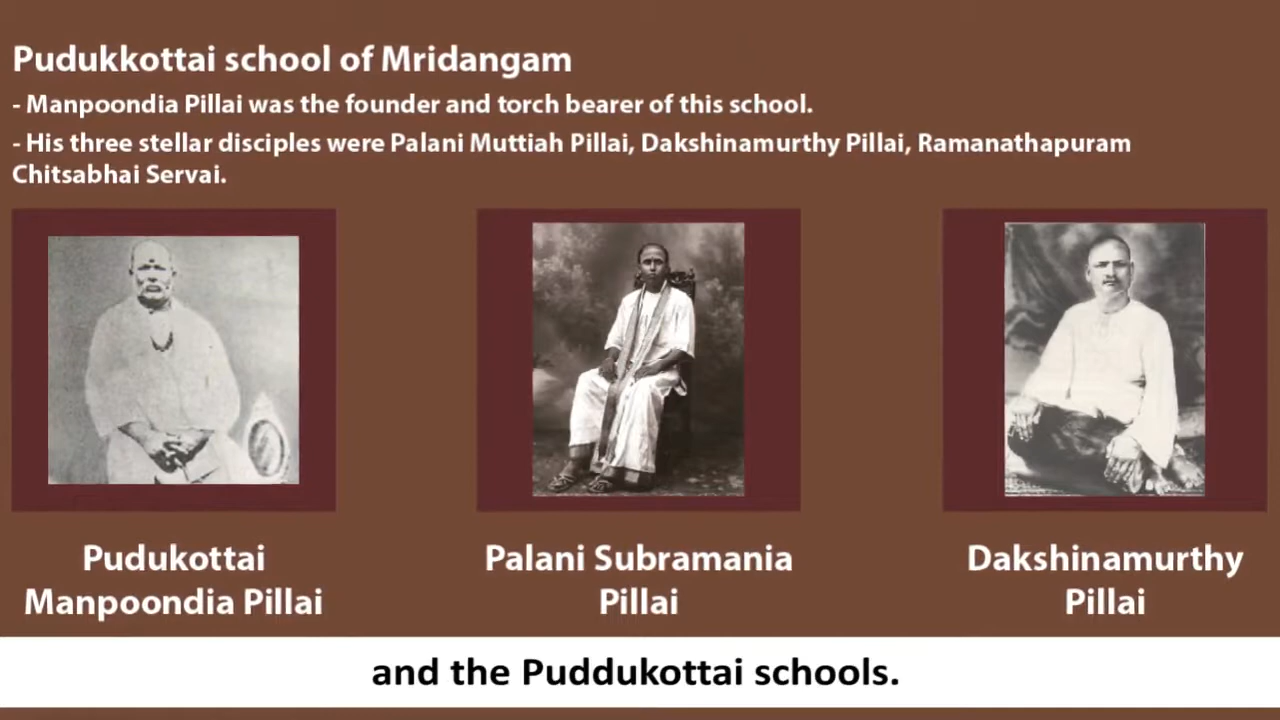 Pudukkottai school of Mridangam
- Manpoondia Pillai was the founder and torch bearer of this school.
- His three stellar disciples were Palani Muttiah Pillai, Dakshinamurthy Pillai, Ramanathapuram
Chitsabhai Servai.
Pudukottai
Manpoondia Pillai
Palani Subramania
Pillai
Dakshinamurthy
Pillai
and the Puddukottai schools.